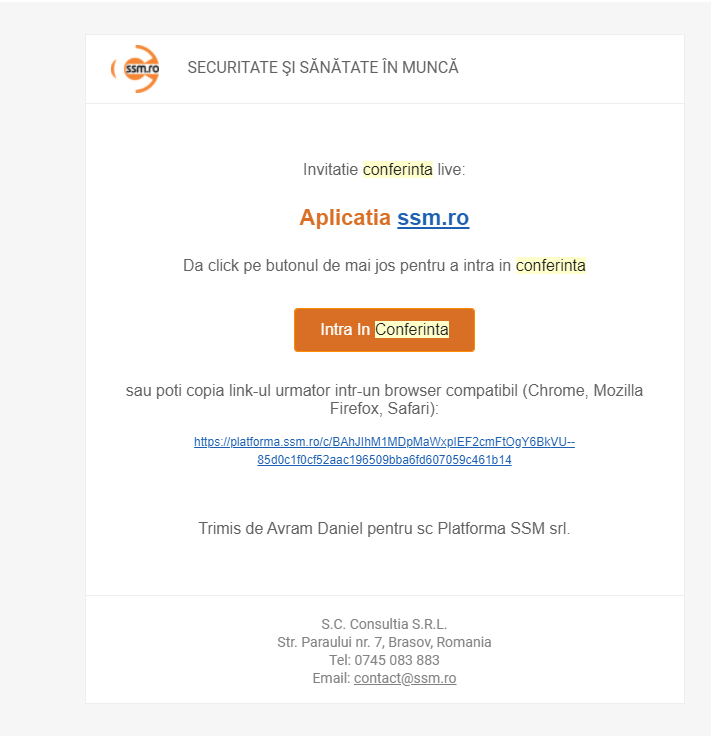 ssm.ro
SECURITATE ŞI SĂNĂTATE ÎN MUNCĂ
Invitatie conferinta live:
Aplicatia ssm.ro
Da click pe butonul de mai jos pentru a intra in conferinta
Intra In Conferinta
sau poti copia link-ul urmator intr-un browser compatibil (Chrome, Mozilla
Firefox, Safari):
https://platforma.ssm.ro/c/BAhJIhM1MDpMaWxpIEF2cmFtOgY6BkVU--
85d0c1f0cf52aac196509bba6fd607059c461b14
Trimis de Avram Daniel pentru sc Platforma SSM srl.
S.C. Consultia S.R.L.
Str. Paraului nr. 7, Brasov, Romania
Tel: 0745 083 883
Email: contact@ssm.ro